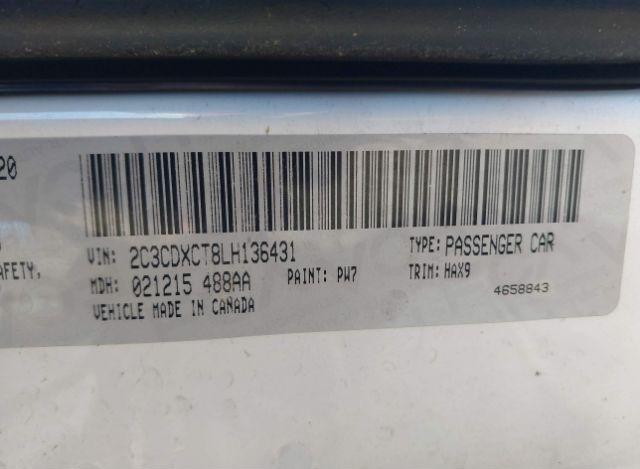 20
VIN: 2C3CDXCT8LH136431 TYPE: PASSENGER CAR
AFETY, MDH: 021215 488AA PAINT: PW7 TRIM: HAX9
VEHICLE MADE IN CANADA 4658843